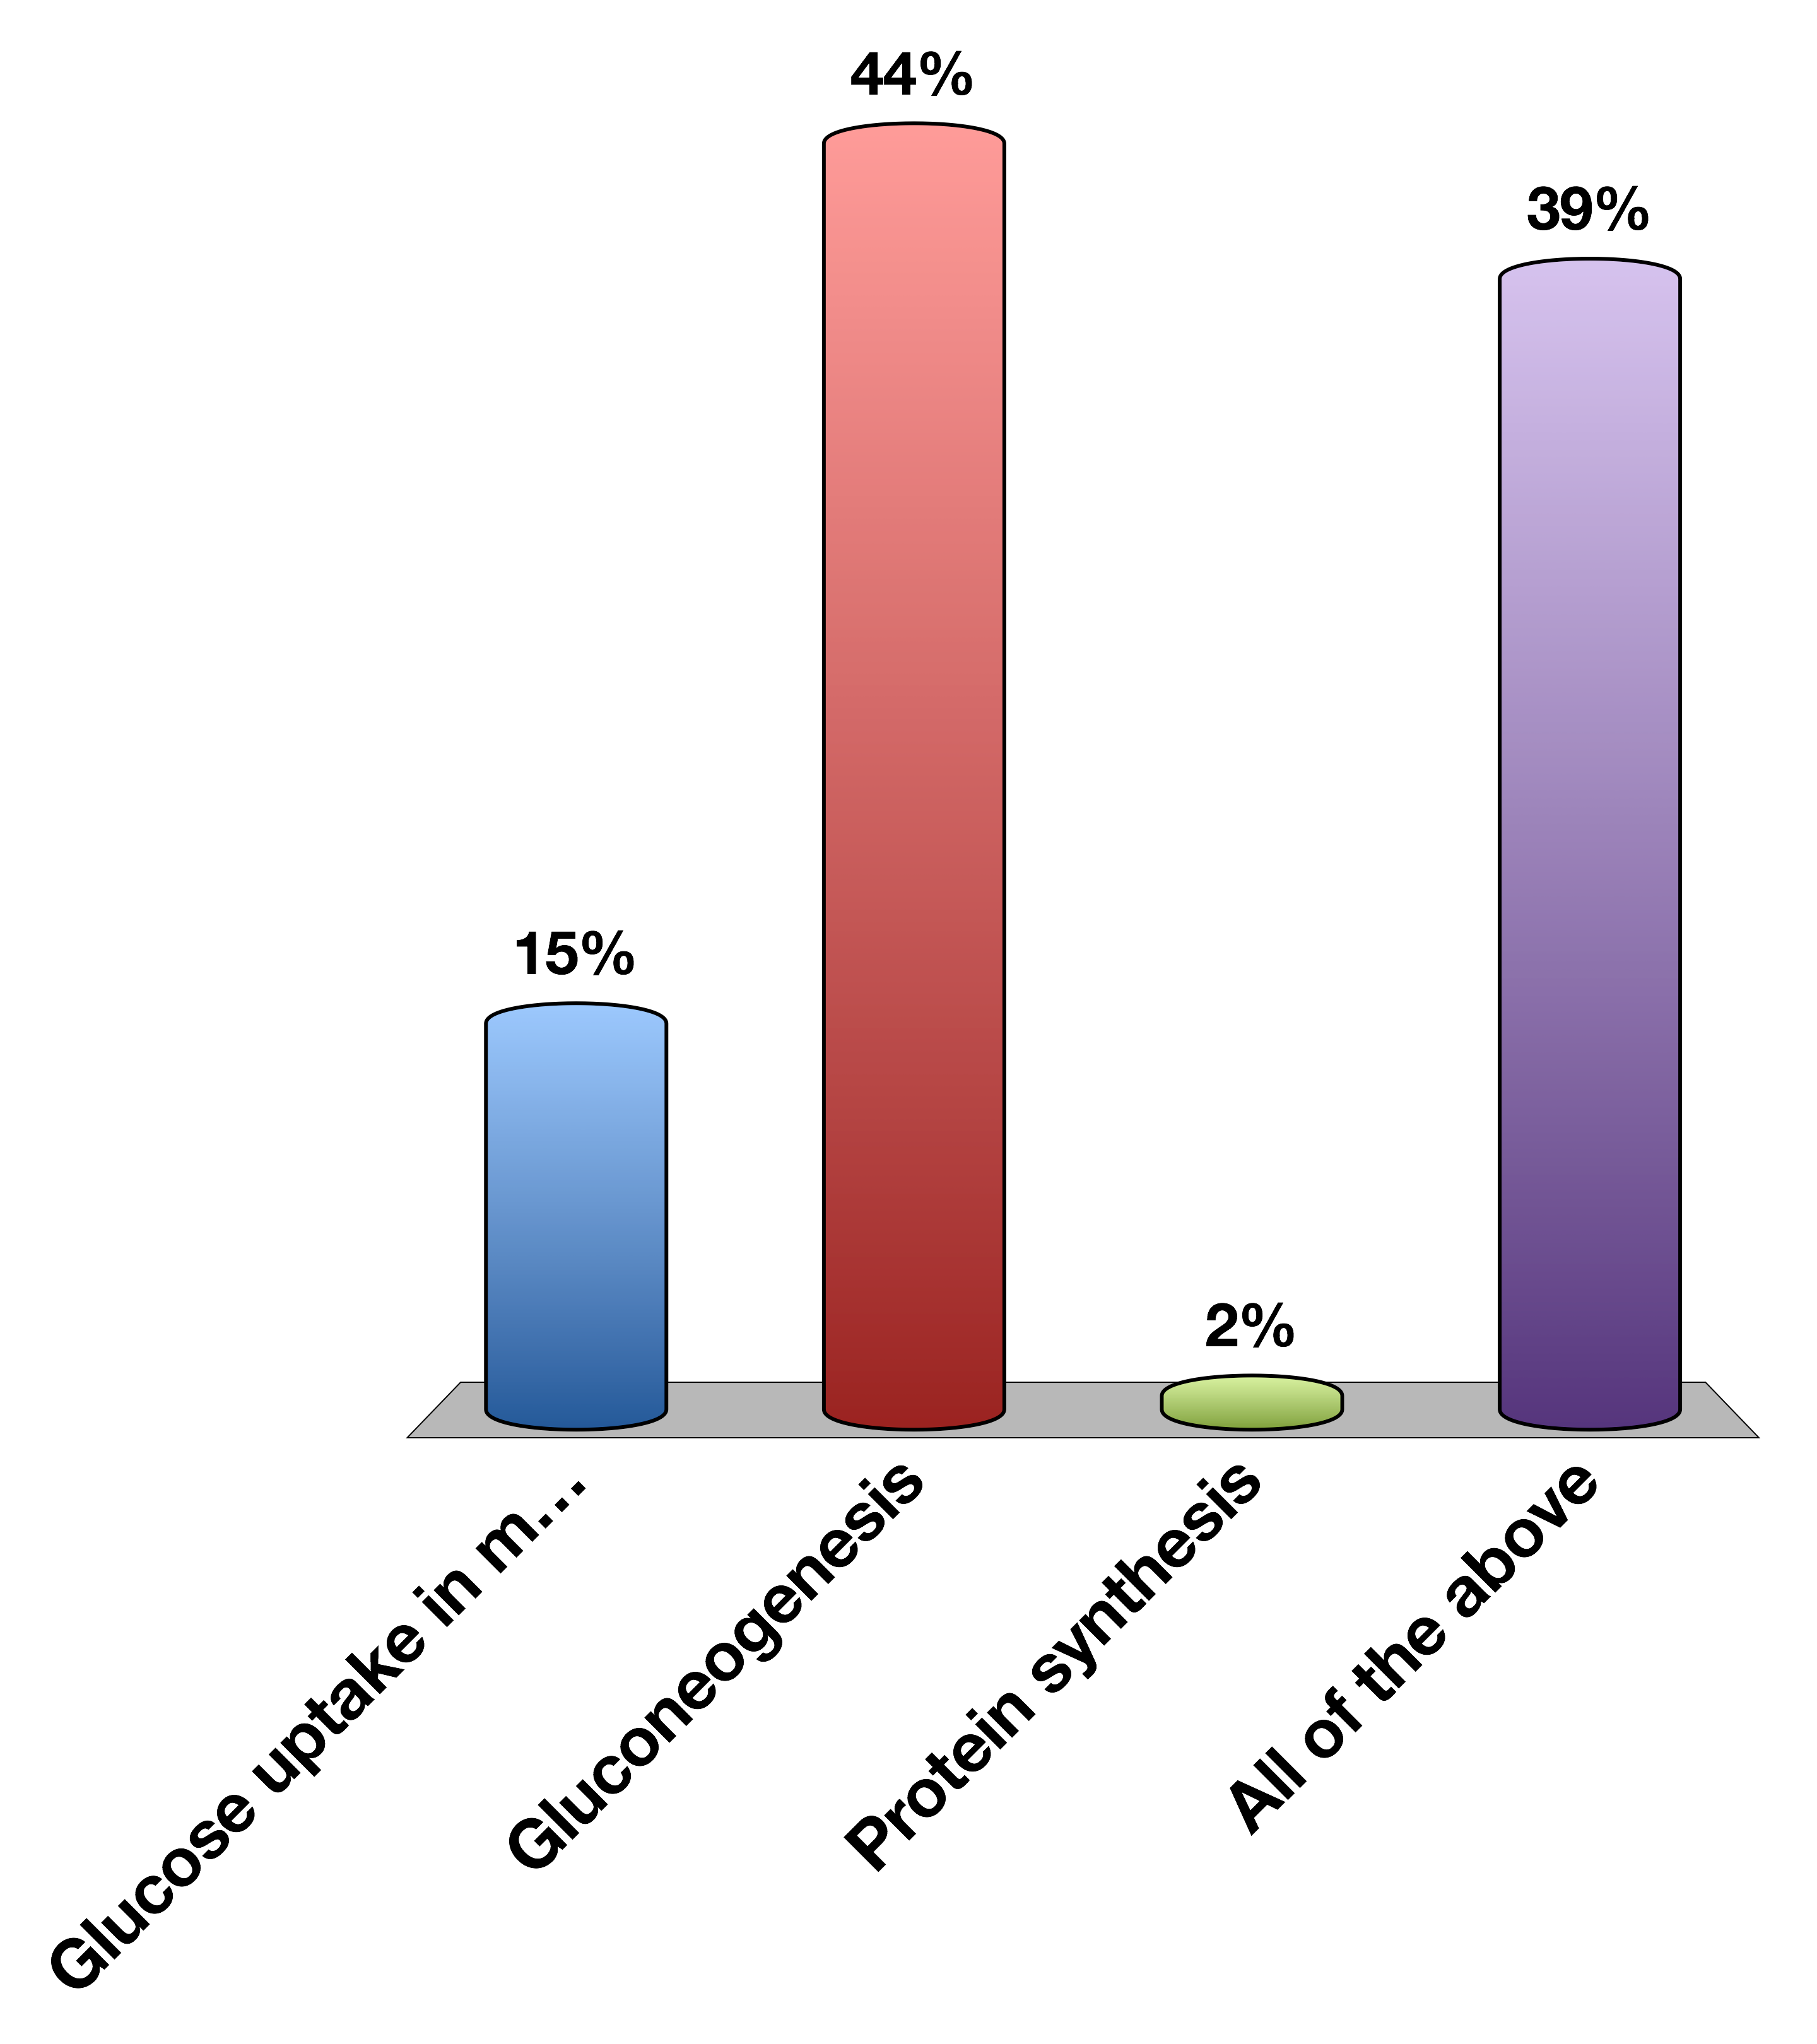 44%
39%
15%
2%
Glucose uptake in m...
Gluconeogenesis
Protein synthesis
All of the above